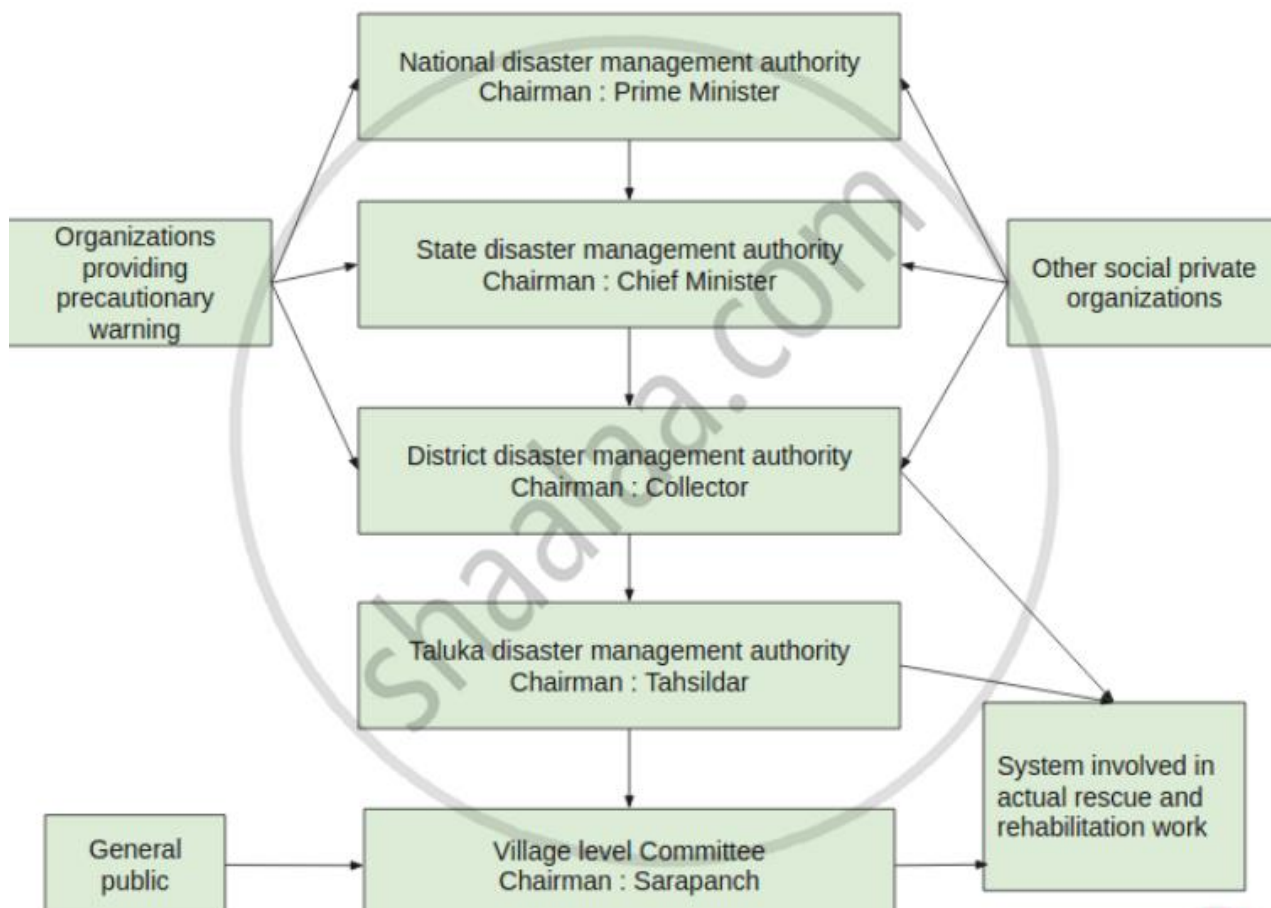 National disaster management authority
Chairman : Prime Minister
Organizations
providing
precautionary
warning
State disaster management authority
Chairman : Chief Minister
Other social private
organizations
District disaster management authority
Chairman : Collector
Taluka disaster management authority
Chairman : Tahsildar
System involved in
actual rescue and
rehabilitation work
General
public
Village level Committee
Chairman : Sarapanch
shaalaa.com